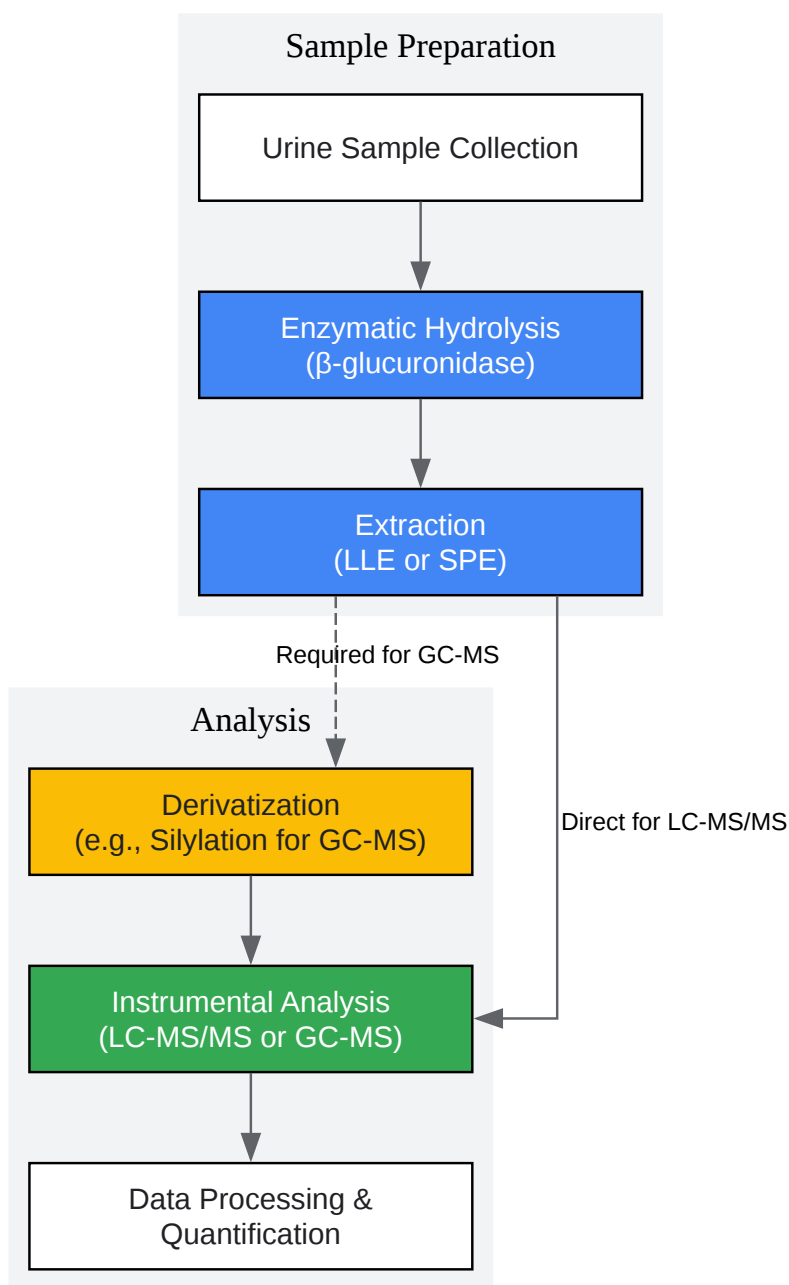 Sample Preparation
Urine Sample Collection
Enzymatic Hydrolysis
(β-glucuronidase)
Extraction
(LLE or SPE)
Required for GC-MS
Analysis
Derivatization
(e.g., Silylation for GC-MS)
Direct for LC-MS/MS
Instrumental Analysis
(LC-MS/MS or GC-MS)
Data Processing &
Quantification